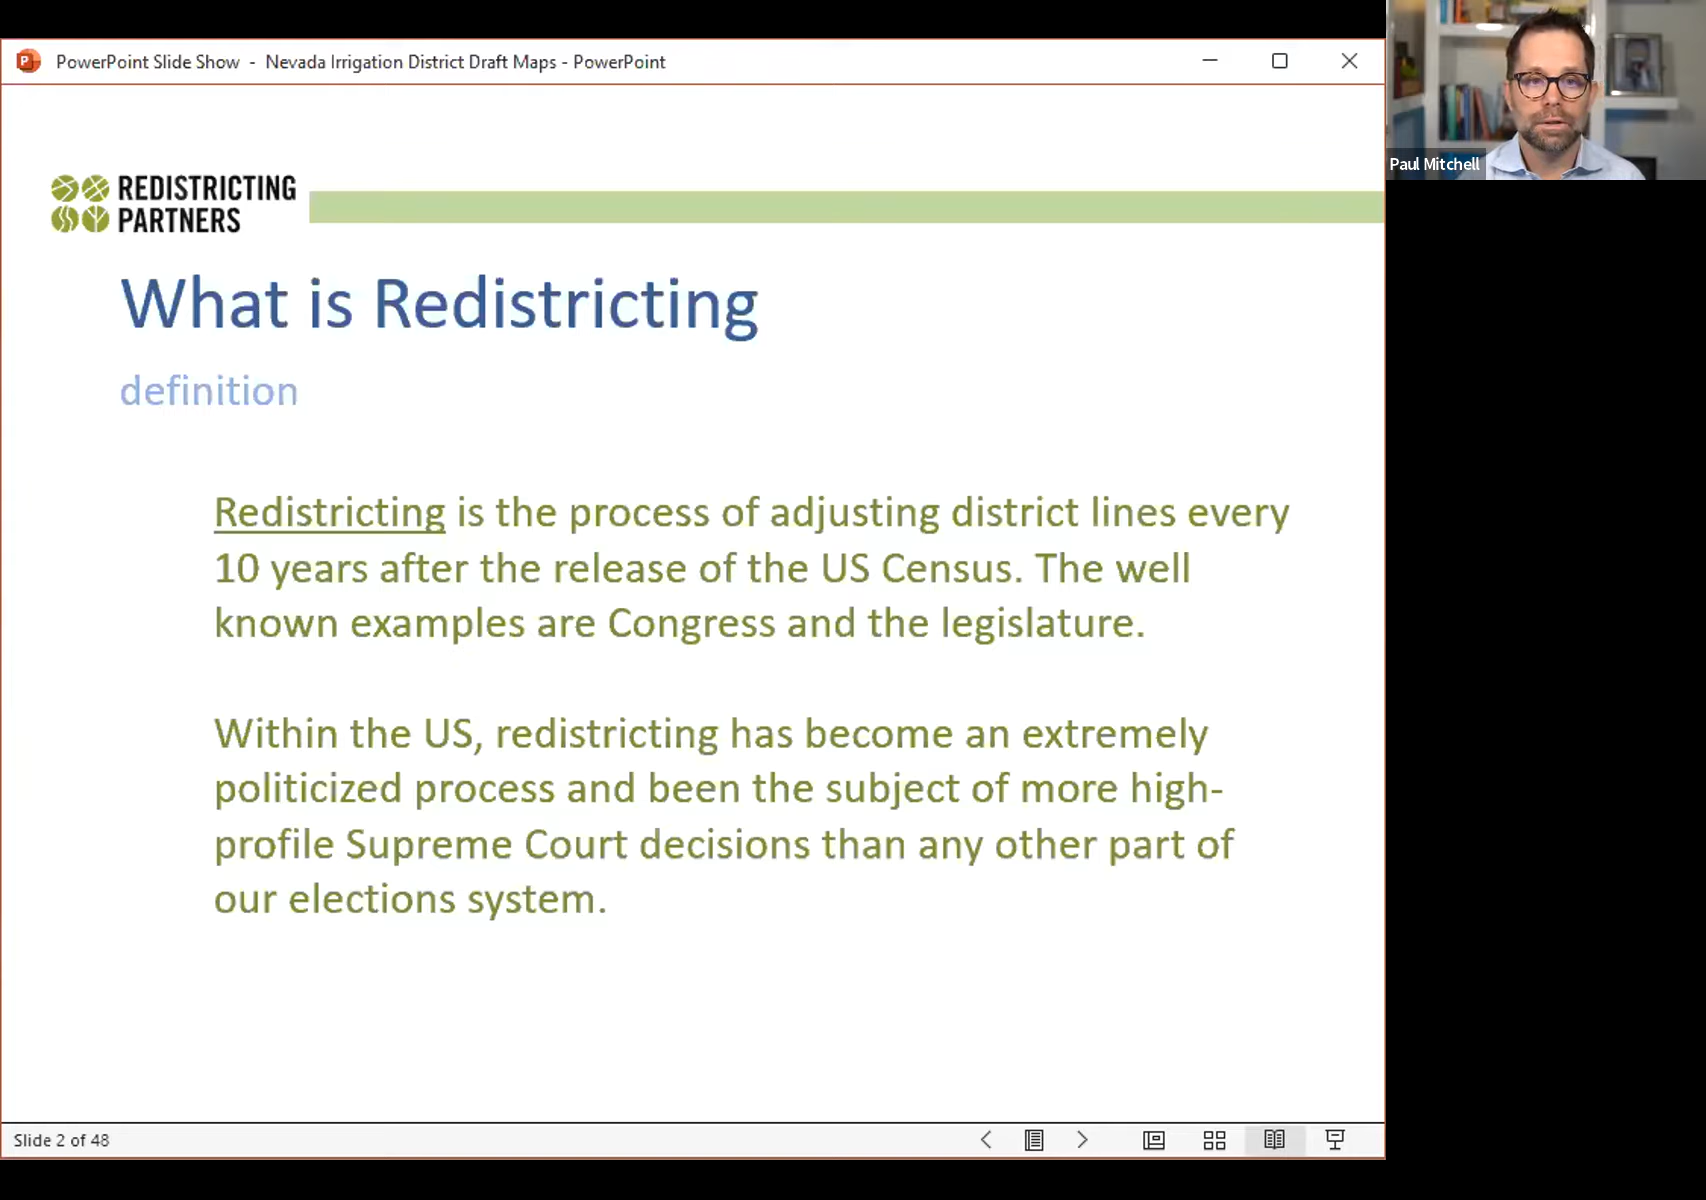 PowerPoint Slide Show - Nevada Irrigation District Draft Maps - PowerPoint
Paul Mitchell
REDISTRICTING
PARTNERS
What is Redistricting
definition
Redistricting is the process of adjusting district lines every
10 years after the release of the US Census. The well
known examples are Congress and the legislature.
Within the US, redistricting has become an extremely
politicized process and been the subject of more high-
profile Supreme Court decisions than any other part of
our elections system.
Slide 2 of 48